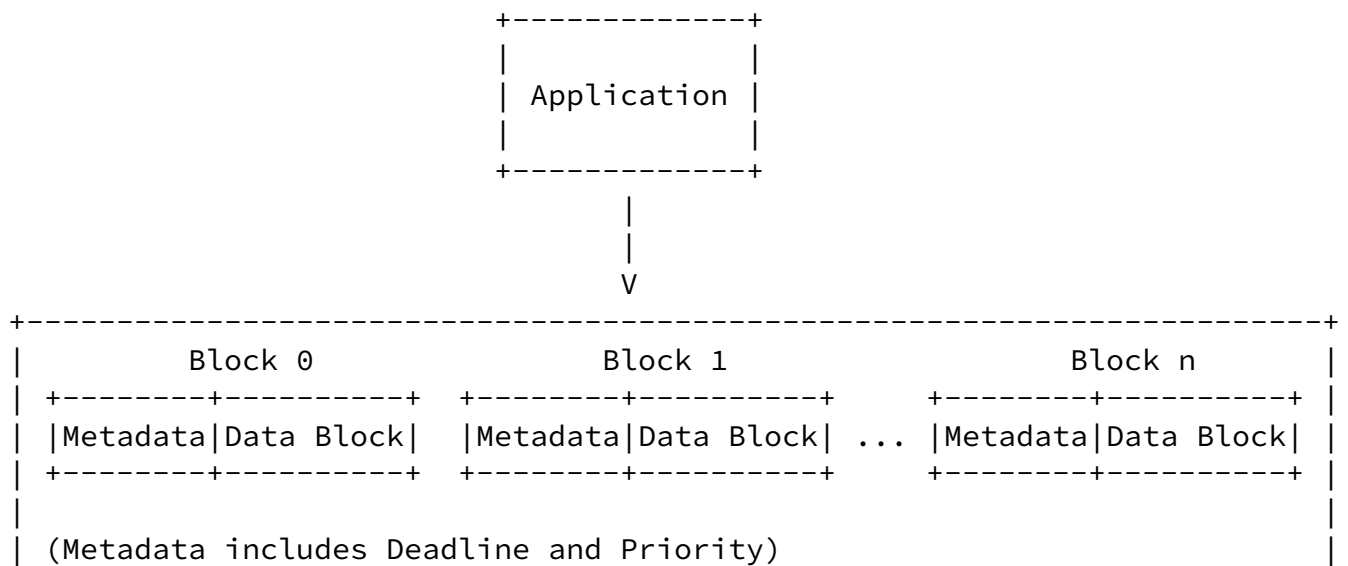 +-------------+
|             |
| Application |
|             |
+-------------+
|
|
V
+------------------------------------------------------------------------+
|         Block 0                Block 1                   Block n       |
| +--------+----------+  +--------+----------+     +--------+----------+ |
| |Metadata|Data Block|  |Metadata|Data Block| ... |Metadata|Data Block| |
| +--------+----------+  +--------+----------+     +--------+----------+ |
|                                                                        |
| (Metadata includes Deadline and Priority)                              |